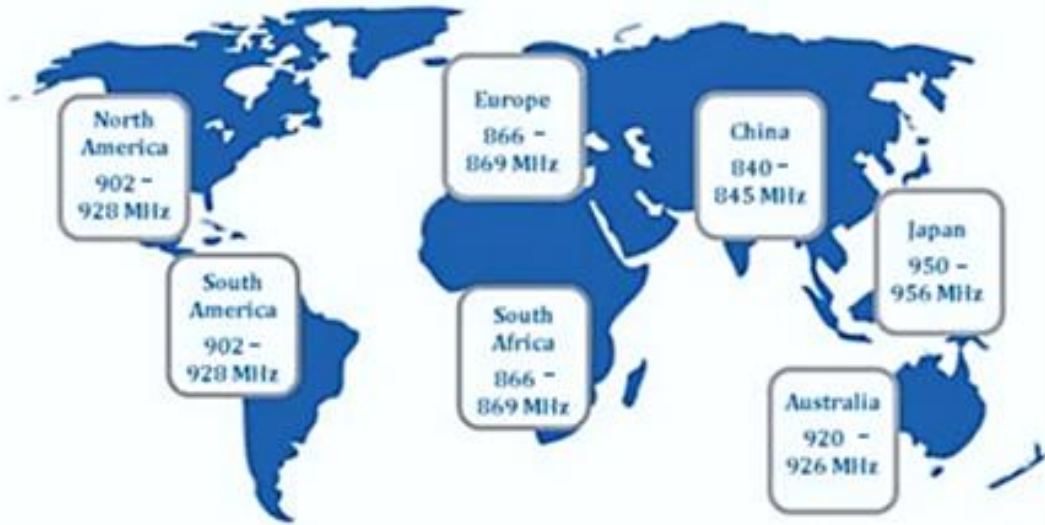 North
America
902 –
928 MHz
Europe
866 –
869 MHz
China
840 –
845 MHz
Japan
950 –
956 MHz
South
America
902 –
928 MHz
South
Africa
866 –
869 MHz
Australia
920 –
926 MHz